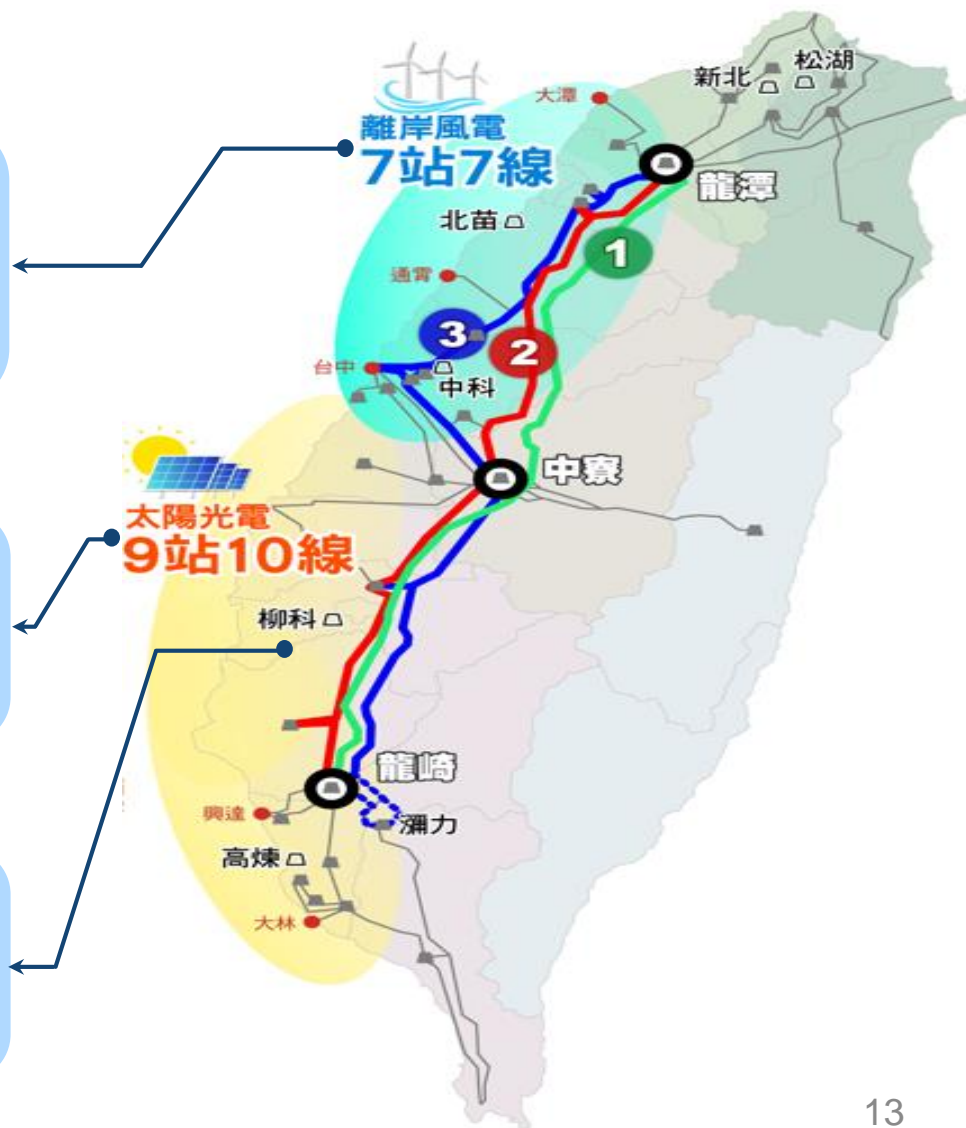 松湖
新北
大潭
離岸風電
7站7線
龍潭
北苗
1
通霄
3
2
台中
中科
中寮
太陽光電
9站10線
柳科
龍崎
興達
瀰力
高煉
大林
13